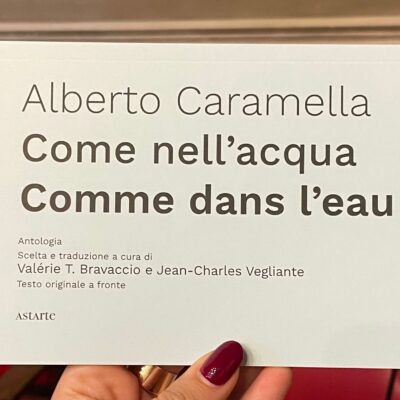 Alberto Caramella
Come nell’acqua
Comme dans l’eau
Antologia
Scelta e traduzione a cura di
Valérie T. Bravaccio e Jean-Charles Vegliante
Testo originale a fronte
ASTARTE